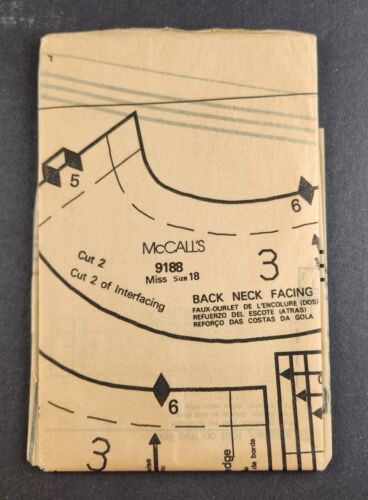 5
6
McCALL'S
9188
Miss Size 18
3
Cut 2
Cut 2 of Interfacing
BACK NECK FACING
FAUX-OURLET DE L'ENCOLURE (DOS)
REFUERZO DEL ESCOTE (ATRAS)
REFORÇO DAS COSTAS DA GOLA
6
3